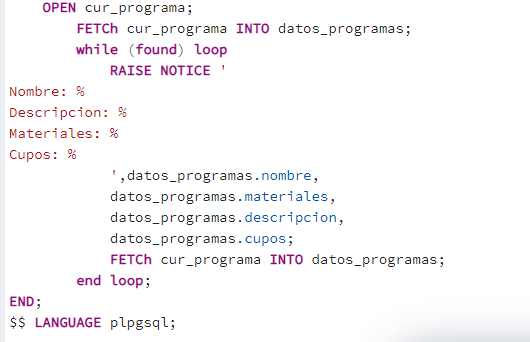 OPEN cur_programa;
FETCh cur_programa INTO datos_programas;
while (found) loop
RAISE NOTICE '
Nombre: %
Descripcion: %
Materiales: %
Cupos: %
',datos_programas.nombre,
datos_programas.materiales,
datos_programas.descripcion,
datos_programas.cupos;
FETCh cur_programa INTO datos_programas;
end loop;
END;
$$ LANGUAGE plpgsql;